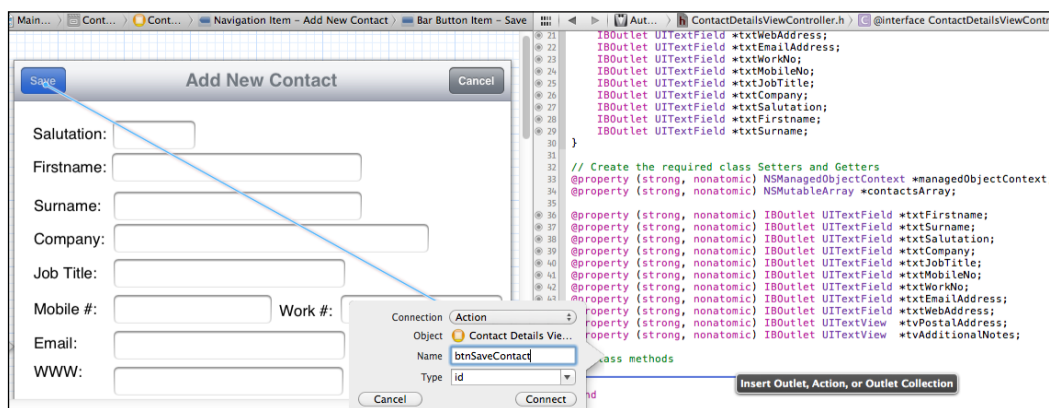 Main... Cont... Cont... Navigation Item – Add New Contact Bar Button Item – Save
Aut... h ContactDetailsViewController.h C @interface ContactDetailsViewContr
Save
Add New Contact
Cancel
Salutation:
Firstname:
Surname:
Company:
Job Title:
Mobile #:
Work #:
Email:
WWW:
Connection Action
Object Contact Details Vie...
Name btnSaveContact
Type id
Cancel
Connect
21 IBOutlet UITextField *txtWebAddress;
22 IBOutlet UITextField *txtEmailAddress;
23 IBOutlet UITextField *txtWorkNo;
24 IBOutlet UITextField *txtMobileNo;
25 IBOutlet UITextField *txtJobTitle;
26 IBOutlet UITextField *txtCompany;
27 IBOutlet UITextField *txtSalutation;
28 IBOutlet UITextField *txtFirstname;
29 IBOutlet UITextField *txtSurname;
30 }
31
32 // Create the required class Setters and Getters
33 @property (strong, nonatomic) NSManagedObjectContext *managedObjectContext
34 @property (strong, nonatomic) NSMutableArray *contactsArray;
35
36 @property (strong, nonatomic) IBOutlet UITextField *txtFirstname;
37 @property (strong, nonatomic) IBOutlet UITextField *txtSurname;
38 @property (strong, nonatomic) IBOutlet UITextField *txtSalutation;
39 @property (strong, nonatomic) IBOutlet UITextField *txtCompany;
40 @property (strong, nonatomic) IBOutlet UITextField *txtJobTitle;
41 @property (strong, nonatomic) IBOutlet UITextField *txtMobileNo;
42 @property (strong, nonatomic) IBOutlet UITextField *txtWorkNo;
43 @property (strong, nonatomic) IBOutlet UITextField *txtEmailAddress;
@property (strong, nonatomic) IBOutlet UITextField *txtWebAddress;
property (strong, nonatomic) IBOutlet UITextView *tvPostalAddress;
property (strong, nonatomic) IBOutlet UITextView *tvAdditionalNotes;
lass methods
Insert Outlet, Action, or Outlet Collection
nd